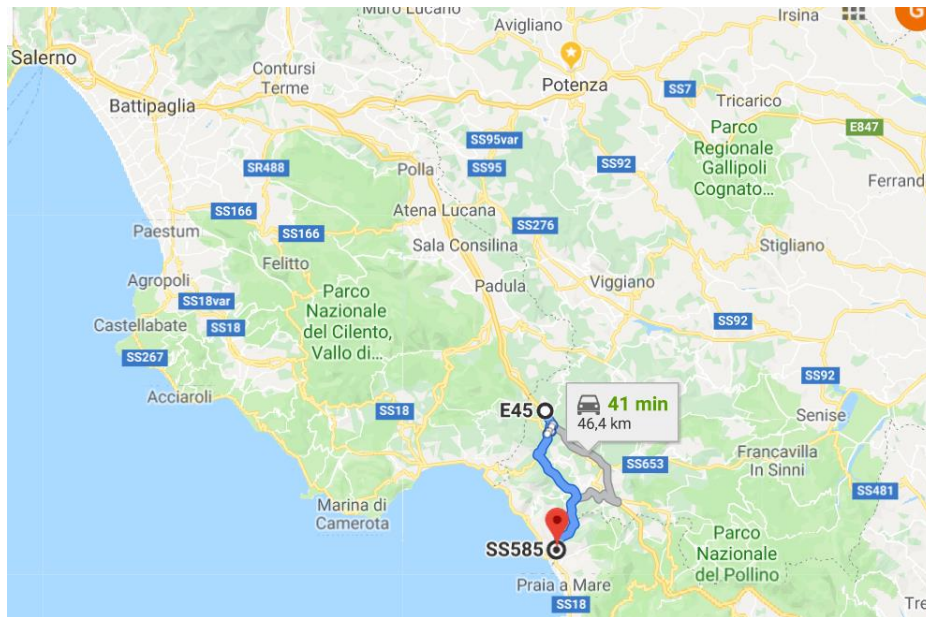 Muro Lucano
Avigliano
Irsina
G
Salerno
Contursi
Terme
Potenza
Battipaglia
SS7
Tricarico
E847
Parco
Regionale
Gallipoli
Cognato...
SS95var
SS95
SS92
SR488
Polla
Ferrand
SS166
Atena Lucana
SS276
Paestum
SS166
Sala Consilina
Stigliano
Felitto
Agropoli
Padula
Viggiano
Parco
Nazionale
del Cilento,
Vallo di...
SS18var
SS18
SS92
Castellabate
SS267
SS92
Acciaroli
SS18
E45
41 min
46,4 km
Senise
Francavilla
In Sinni
SS653
SS481
Marina di
Camerota
SS585
Parco
Nazionale
del Pollino
Praia a Mare
SS18
Tre